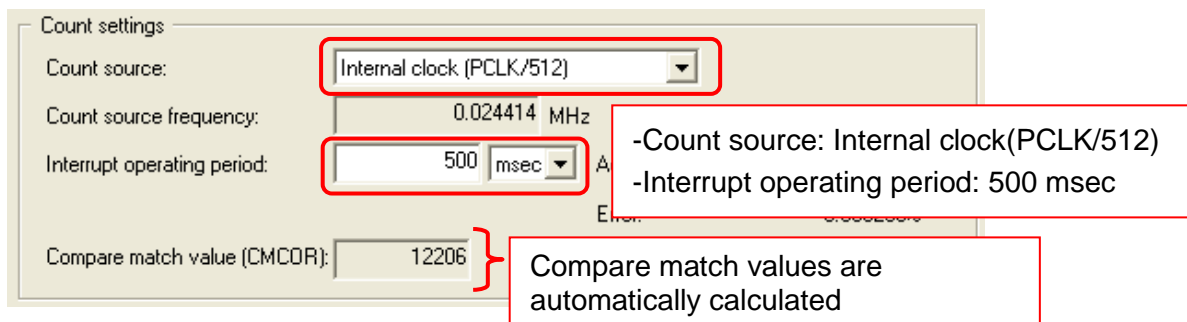 Count settings
Count source:
Internal clock (PCLK/512)
Count source frequency:
0.024414 MHz
Interrupt operating period:
500 msec
-Count source: Internal clock(PCLK/512)
-Interrupt operating period: 500 msec
Compare match value (CMCOR):
12206
Compare match values are
automatically calculated